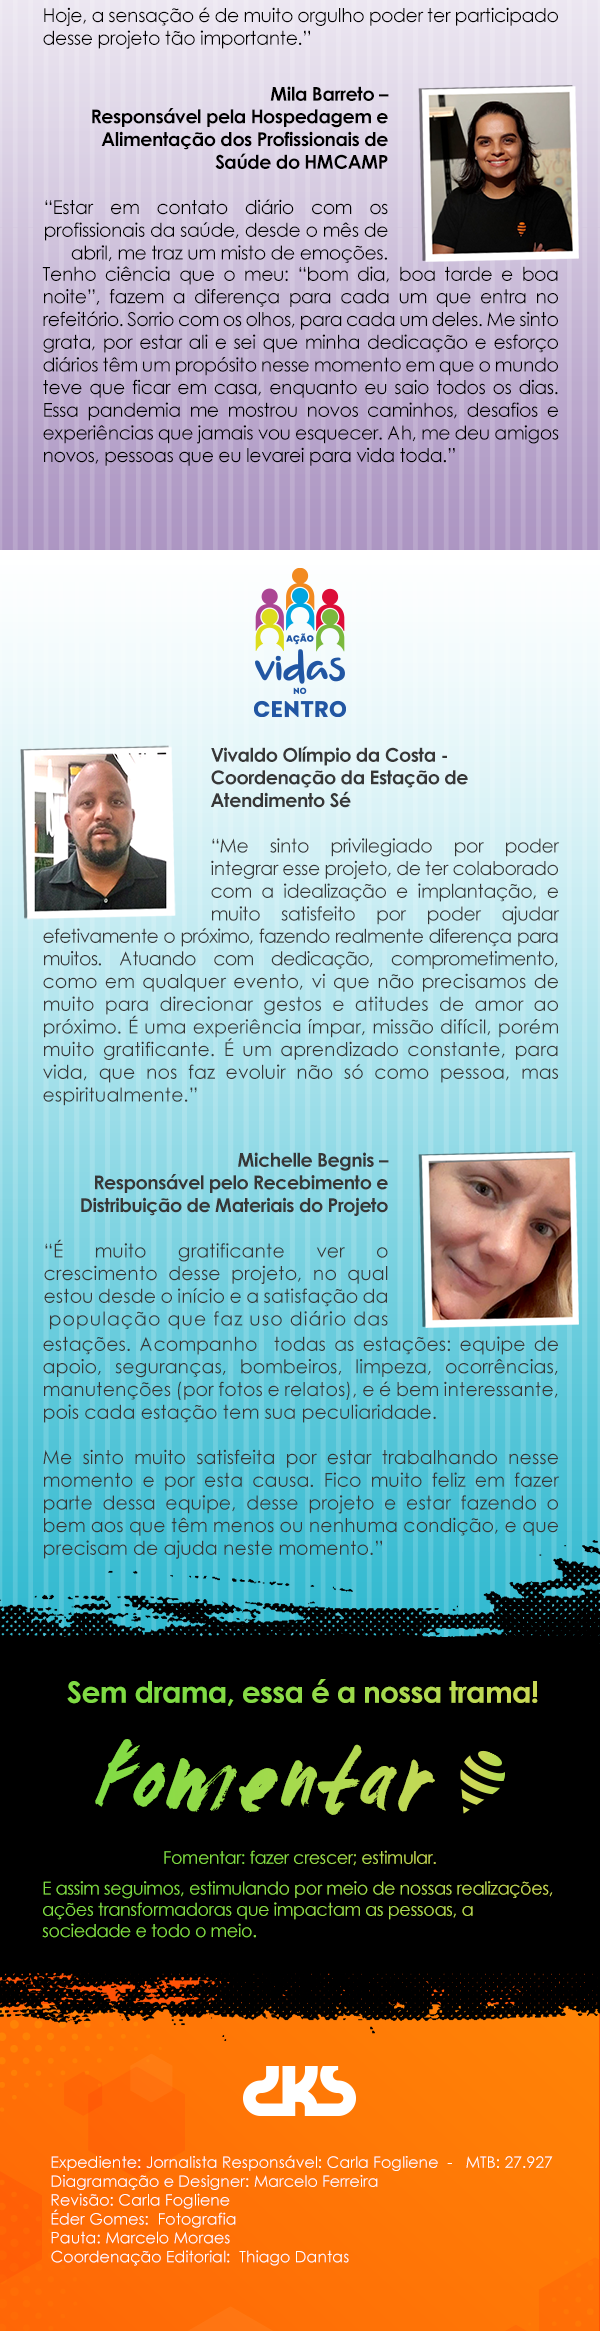 Hoje, a sensação é de muito orgulho poder ter participado
desse projeto tão importante.”
Mila Barreto –
Responsável pela Hospedagem e
Alimentação dos Profissionais de
Saúde do HMCAMP
“Estar em contato diário com os
profissionais da saúde, desde o mês de
abril, me traz um misto de emoções.
Tenho ciência que o meu: “bom dia, boa tarde e boa
noite”, fazem a diferença para cada um que entra no
refeitório. Sorrio com os olhos, para cada um deles. Me sinto
grata, por estar ali e sei que minha dedicação e esforço
diários têm um propósito nesse momento em que o mundo
teve que ficar em casa, enquanto eu saio todos os dias.
Essa pandemia me mostrou novos caminhos, desafios e
experiências que jamais vou esquecer. Ah, me deu amigos
novos, pessoas que eu levarei para vida toda.”
AÇÃO
vidas
NO
CENTRO
Vivaldo Olímpio da Costa -
Coordenação da Estação de
Atendimento Sé
“Me sinto privilegiado por poder
integrar esse projeto, de ter colaborado
com a idealização e implantação, e
muito satisfeito por poder ajudar
efetivamente o próximo, fazendo realmente diferença para
muitos. Atuando com dedicação, comprometimento,
como em qualquer evento, vi que não precisamos de
muito para direcionar gestos e atitudes de amor ao
próximo. É uma experiência ímpar, missão difícil, porém
muito gratificante. É um aprendizado constante, para
vida, que nos faz evoluir não só como pessoa, mas
espiritualmente.”
Michelle Begnis –
Responsável pelo Recebimento e
Distribuição de Materiais do Projeto
“É muito gratificante ver o
crescimento desse projeto, no qual
estou desde o início e a satisfação da
população que faz uso diário das
estações. Acompanho todas as estações: equipe de
apoio, seguranças, bombeiros, limpeza, ocorrências,
manutenções (por fotos e relatos), e é bem interessante,
pois cada estação tem sua peculiaridade.
Me sinto muito satisfeita por estar trabalhando nesse
momento e por esta causa. Fico muito feliz em fazer
parte dessa equipe, desse projeto e estar fazendo o
bem aos que têm menos ou nenhuma condição, e que
precisam de ajuda neste momento.”
Sem drama, essa é a nossa trama!
Fomentar
Fomentar: fazer crescer; estimular.
E assim seguimos, estimulando por meio de nossas realizações,
ações transformadoras que impactam as pessoas, a
sociedade e todo o meio.
DKS
Expediente: Jornalista Responsável: Carla Fogliene - MTB: 27.927
Diagramação e Designer: Marcelo Ferreira
Revisão: Carla Fogliene
Éder Gomes: Fotografia
Pauta: Marcelo Moraes
Coordenação Editorial: Thiago Dantas